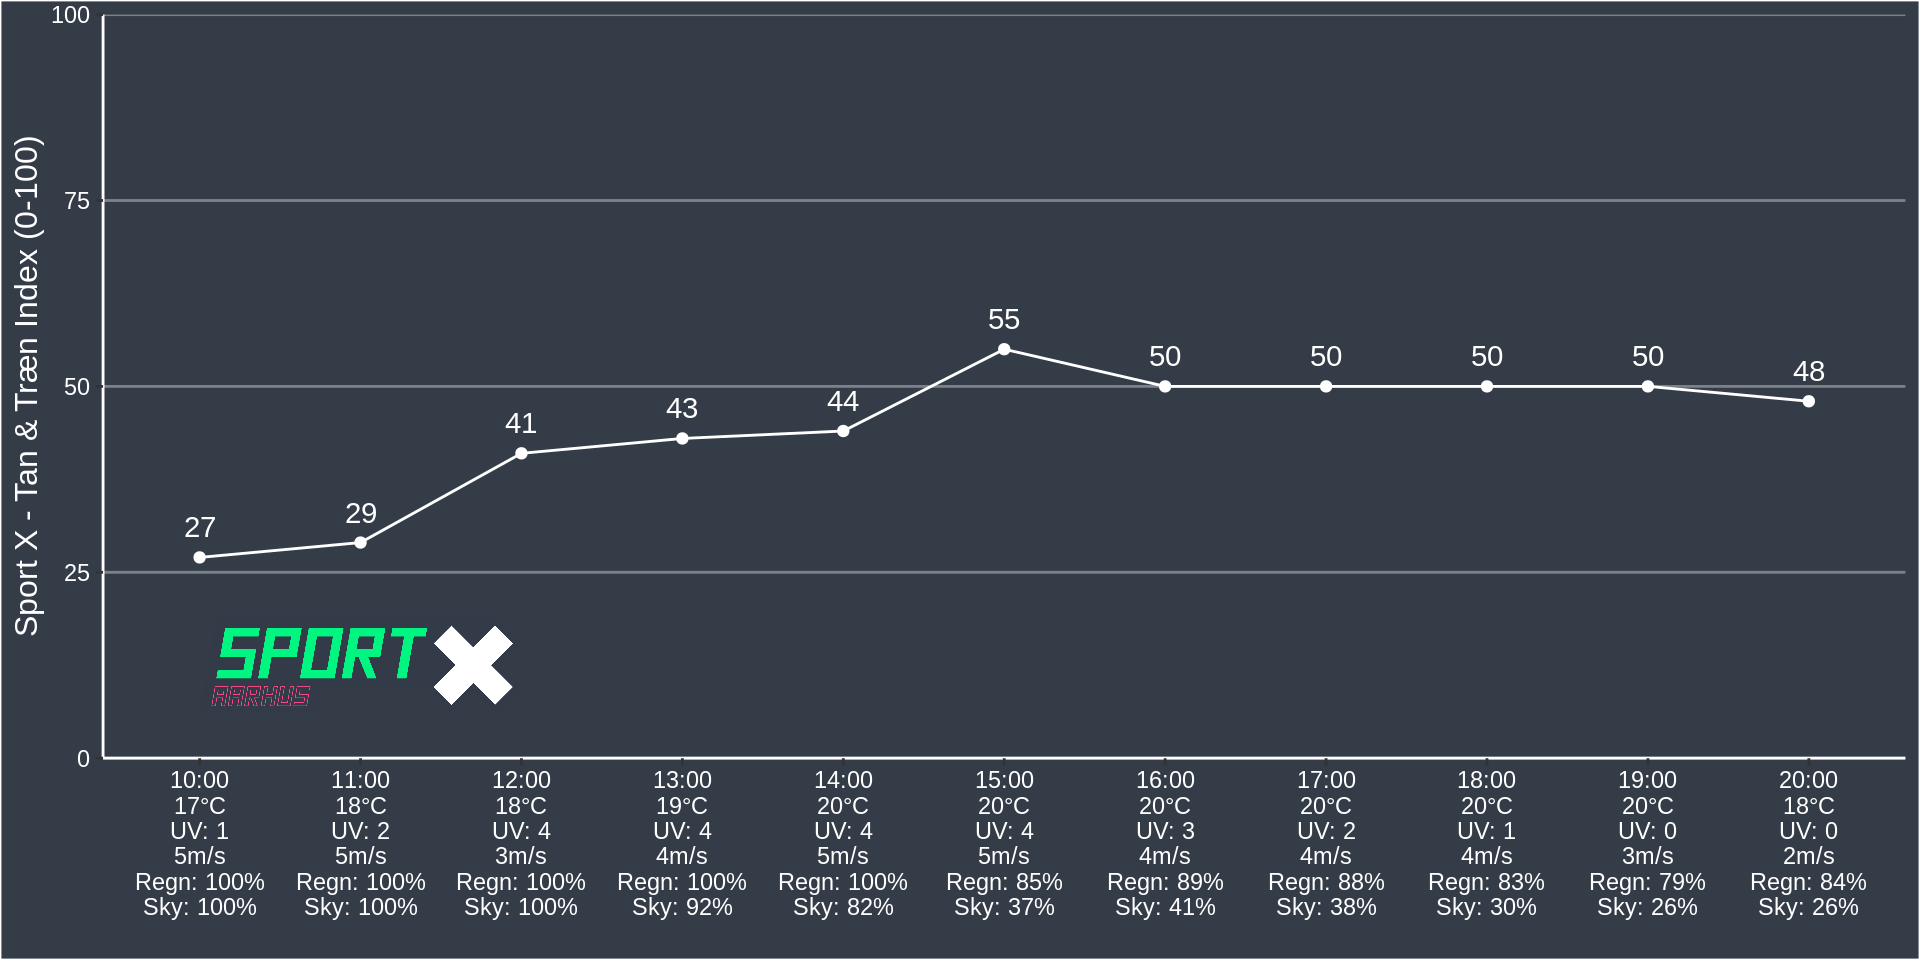 Sport X - Tan & Træn Index (0-100)
100
75
50
25
0
27
29
41
43
44
55
50
50
50
50
48
SPORT X
AARHUS
10:00 11:00 12:00 13:00 14:00 15:00 16:00 17:00 18:00 19:00 20:00
17°C 18°C 18°C 19°C 20°C 20°C 20°C 20°C 20°C 20°C 18°C
UV: 1 UV: 2 UV: 4 UV: 4 UV: 4 UV: 4 UV: 3 UV: 2 UV: 1 UV: 0 UV: 0
5m/s 5m/s 3m/s 4m/s 5m/s 5m/s 4m/s 4m/s 4m/s 3m/s 2m/s
Regn: 100% Regn: 100% Regn: 100% Regn: 100% Regn: 100% Regn: 85% Regn: 89% Regn: 88% Regn: 83% Regn: 79% Regn: 84%
Sky: 100% Sky: 100% Sky: 100% Sky: 92% Sky: 82% Sky: 37% Sky: 41% Sky: 38% Sky: 30% Sky: 26% Sky: 26%